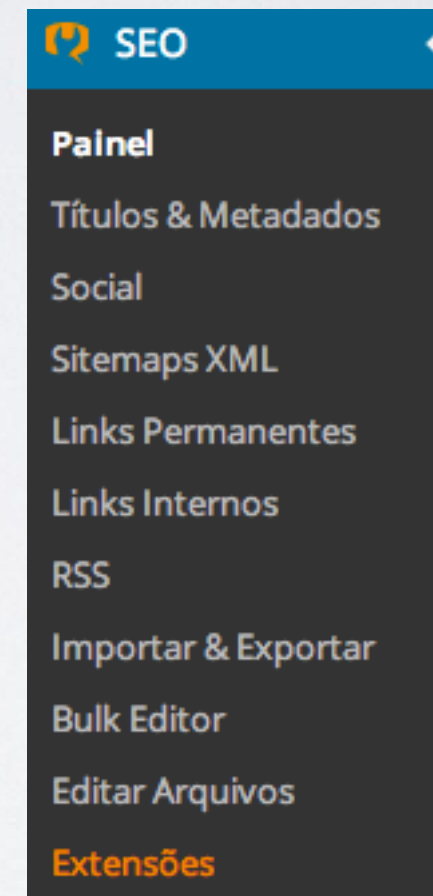 SEO
Painel
Títulos & Metadados
Social
Sitemaps XML
Links Permanentes
Links Internos
RSS
Importar & Exportar
Bulk Editor
Editar Arquivos
Extensões